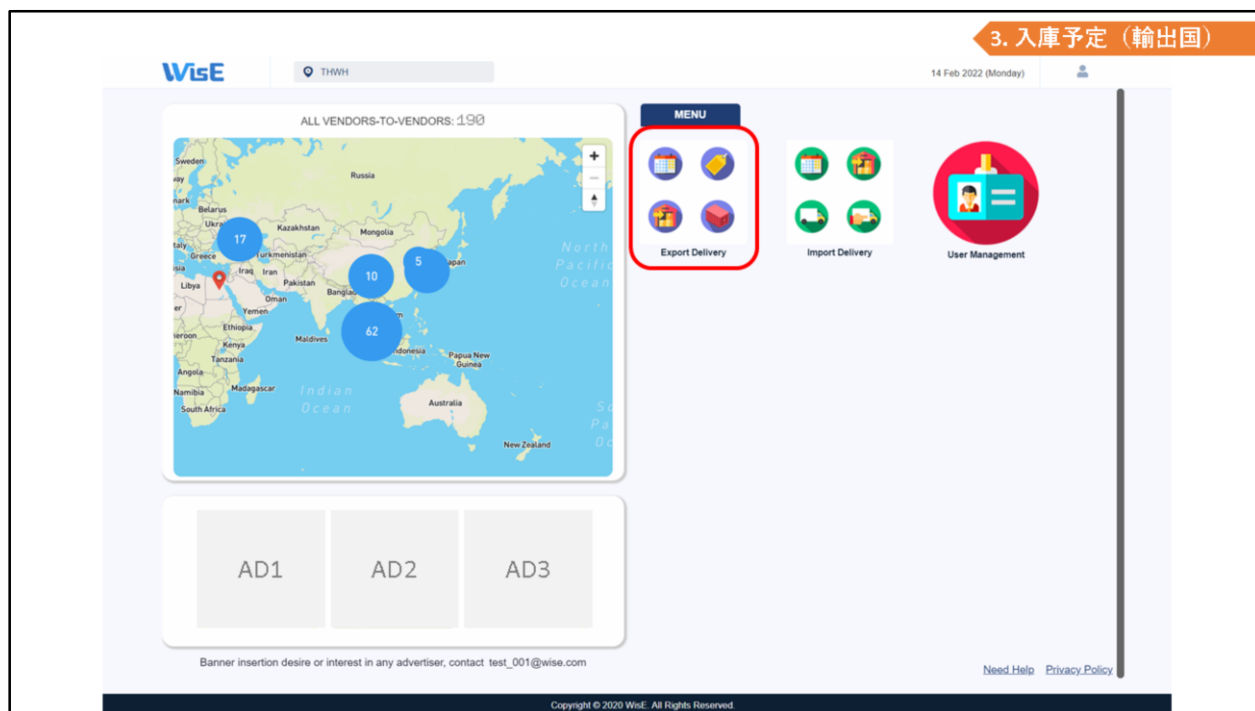 3. 入庫予定（輸出国）
WisE
THWH
14 Feb 2022 (Monday)
ALL VENDORS-TO-VENDORS: 190
MENU
Sweden
Russia
Belarus
Kazakhstan
Mongolia
17
Greece
Turkmenistan
5
North
Pacific
Ocean
Iraq
Iran
Pakistan
10
Libya
Oman
Yemen
Ethiopia
Kenya
Maldives
62
Papua New
Guinea
Tanzania
Angola
Namibia
Madagascar
Indian
Ocean
South Africa
Australia
New Zealand
Export Delivery
Import Delivery
User Management
AD1
AD2
AD3
Banner insertion desire or interest in any advertiser, contact test_001@wise.com
Need Help
Privacy Policy
Copyright © 2020 WisE. All Rights Reserved.